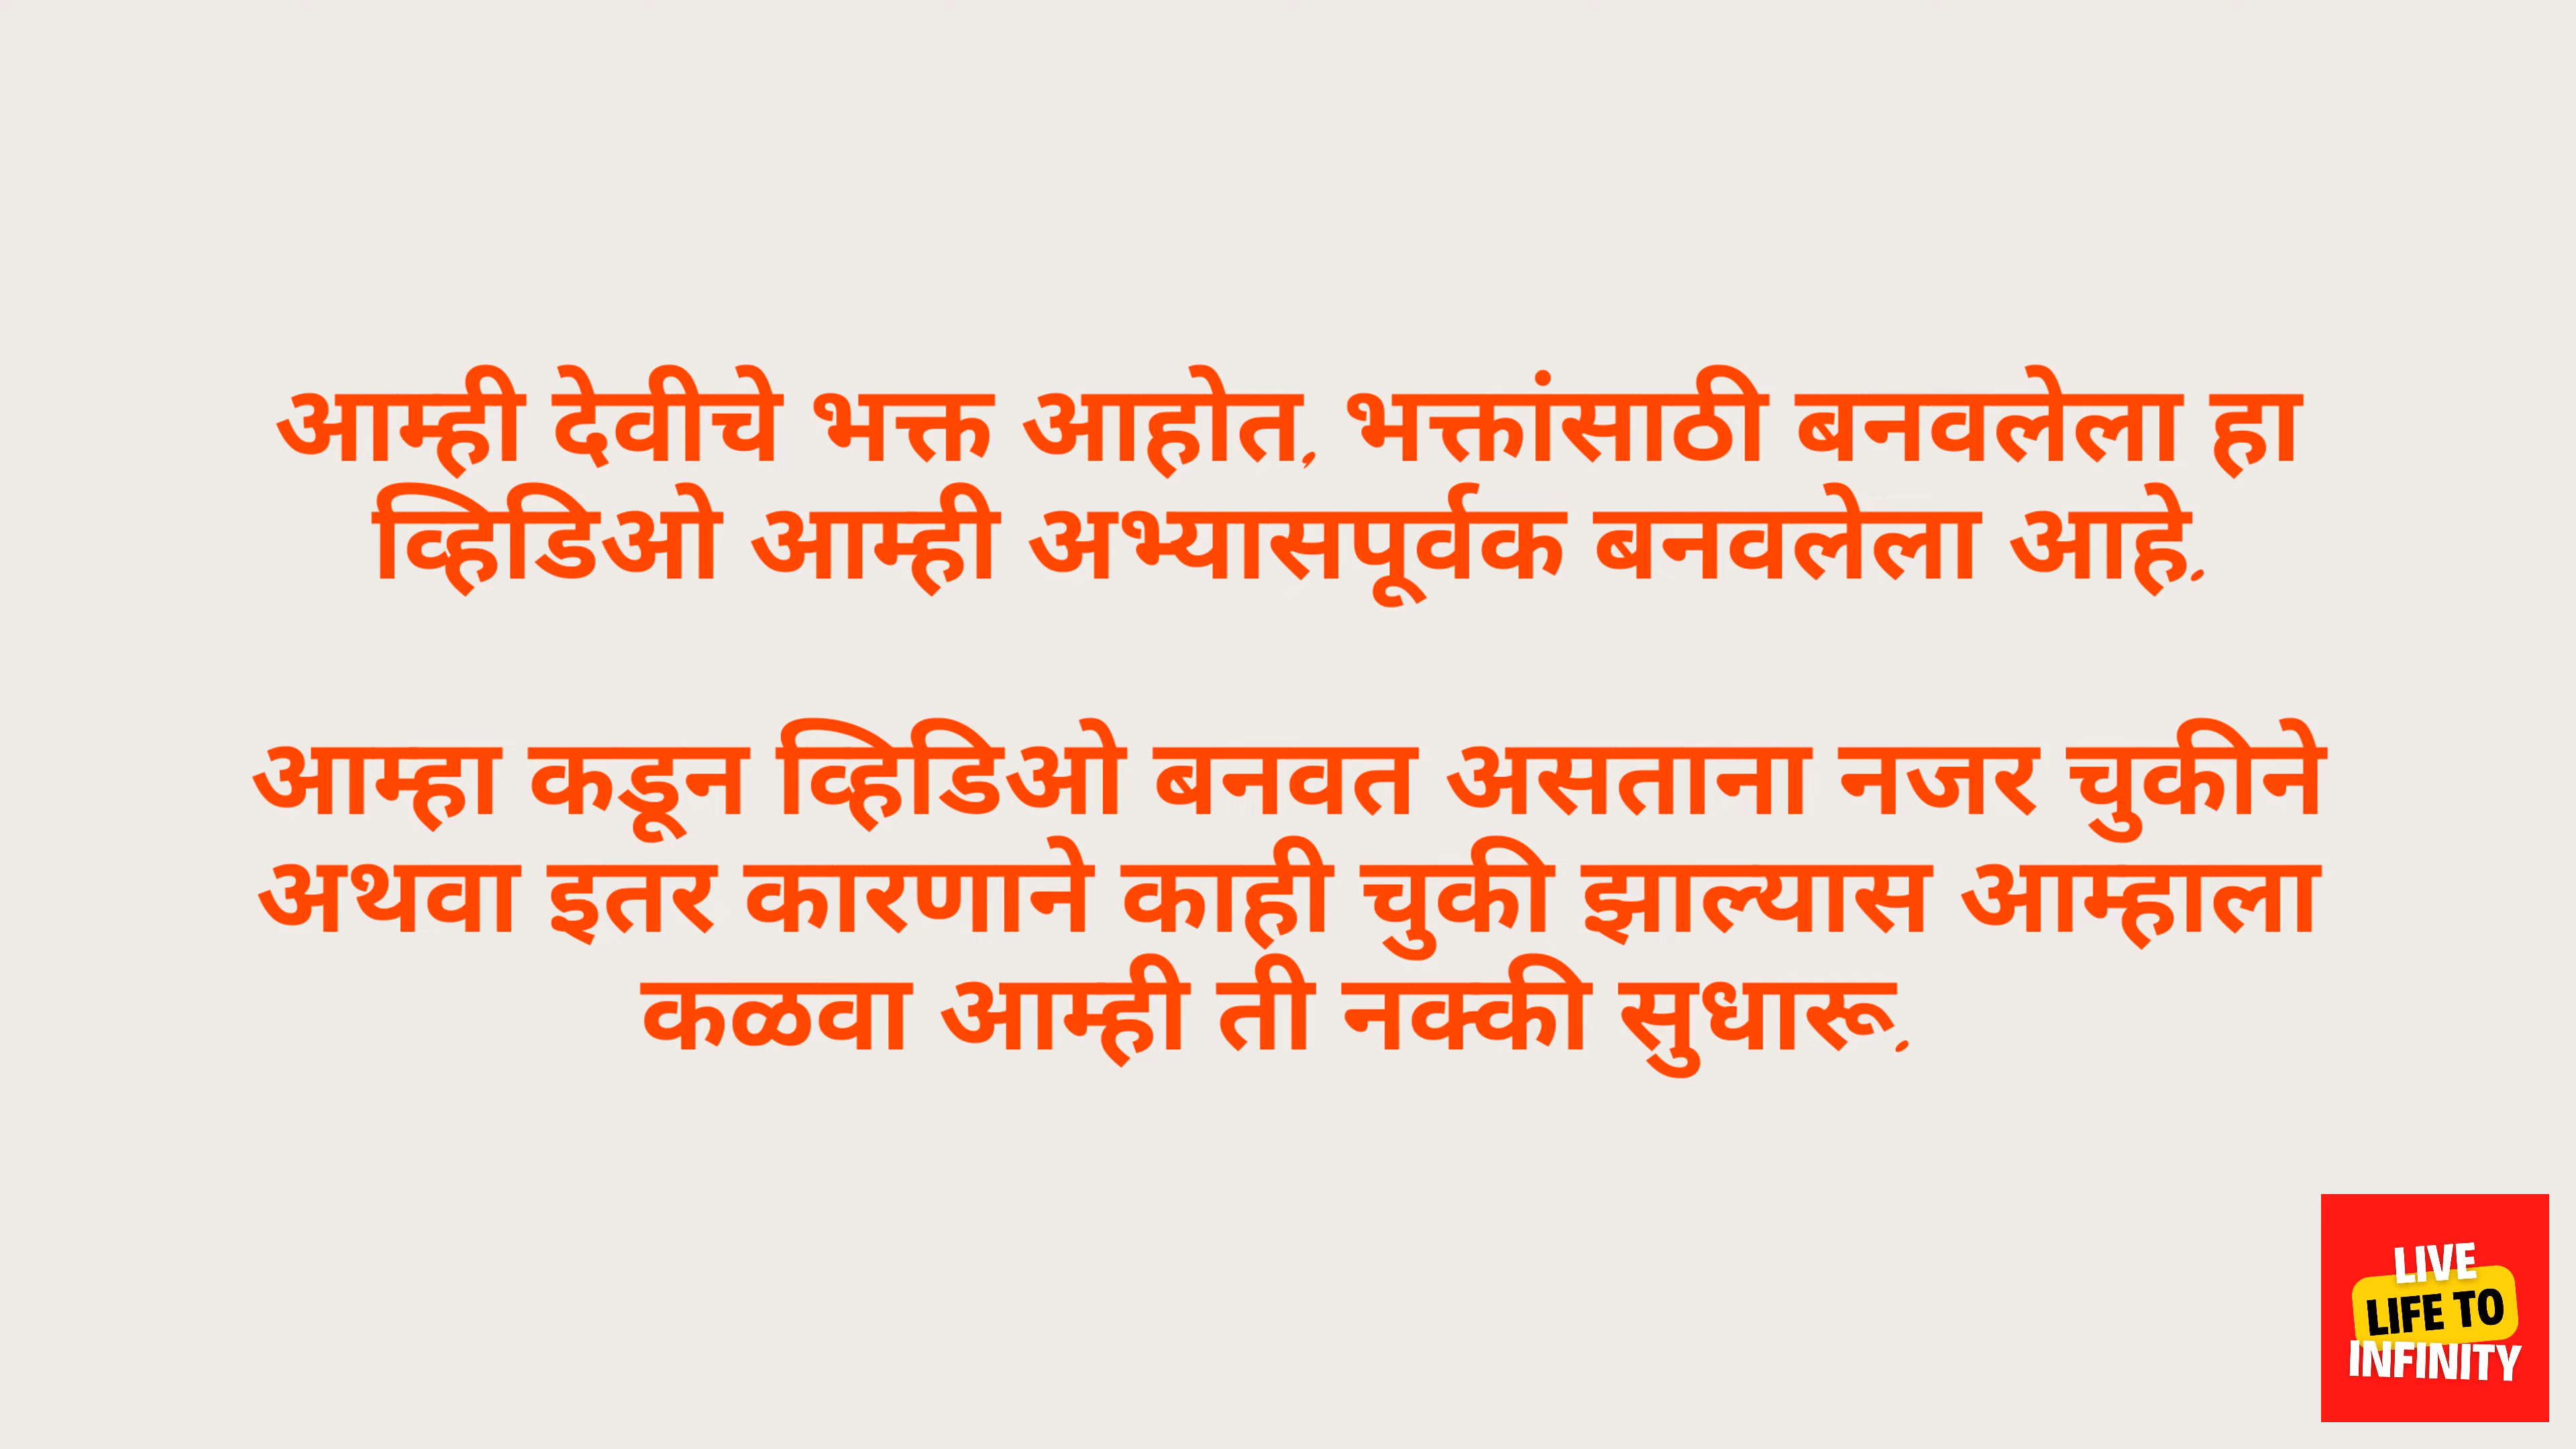 आम्ही देवीचे भक्त आहोत, भक्तांसाठी बनवलेला हा
व्हिडिओ आम्ही अभ्यासपूर्वक बनवलेला आहे.
आम्हा कडून व्हिडिओ बनवत असताना नजर चुकीने
अथवा इतर कारणाने काही चुकी झाल्यास आम्हाला
कळवा आम्ही ती नक्की सुधारू.
LIVE
LIFE TO
INFINITY